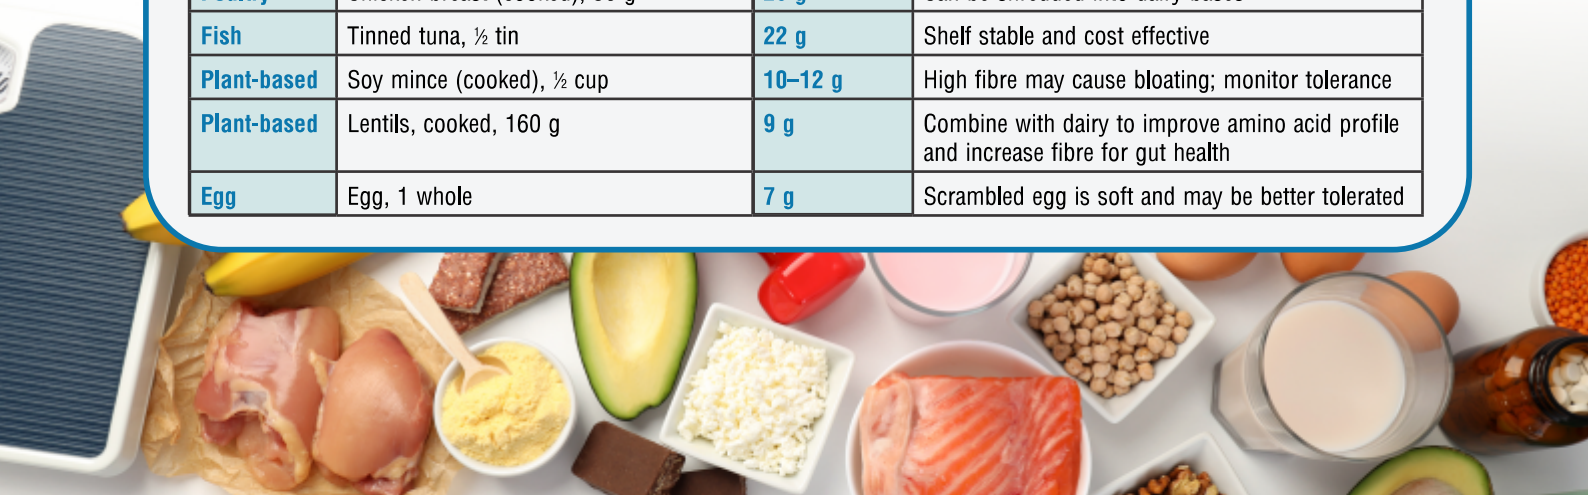 Fish Tinned tuna, ½ tin 22 g Shelf stable and cost effective
Plant-based Soy mince (cooked), ½ cup 10–12 g High fibre may cause bloating; monitor tolerance
Plant-based Lentils, cooked, 160 g 9 g Combine with dairy to improve amino acid profile
and increase fibre for gut health
Egg Egg, 1 whole 7 g Scrambled egg is soft and may be better tolerated